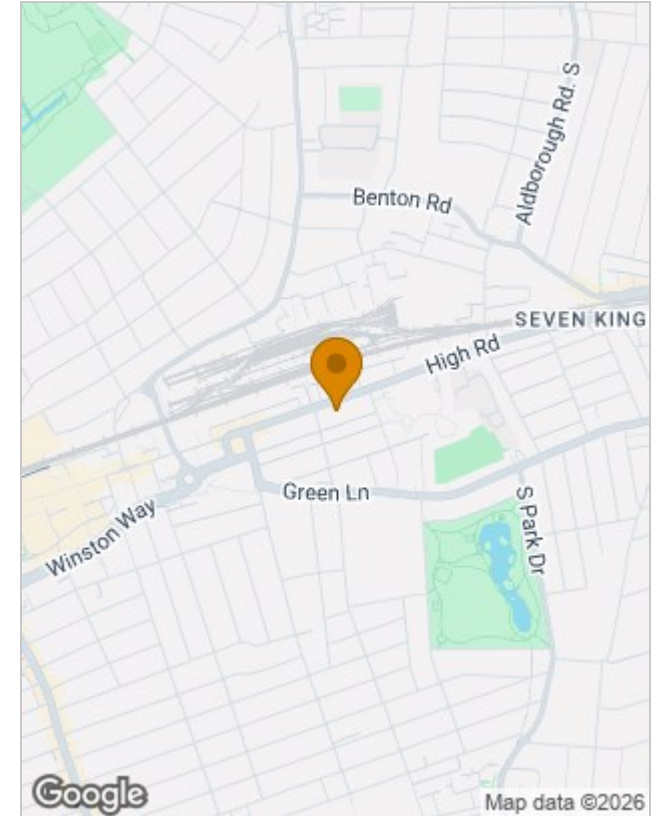 Aldborough Rd. S
Benton Rd
SEVEN KING
High Rd
Green Ln
S Park Dr
Winston Way
Google
Map data ©2026